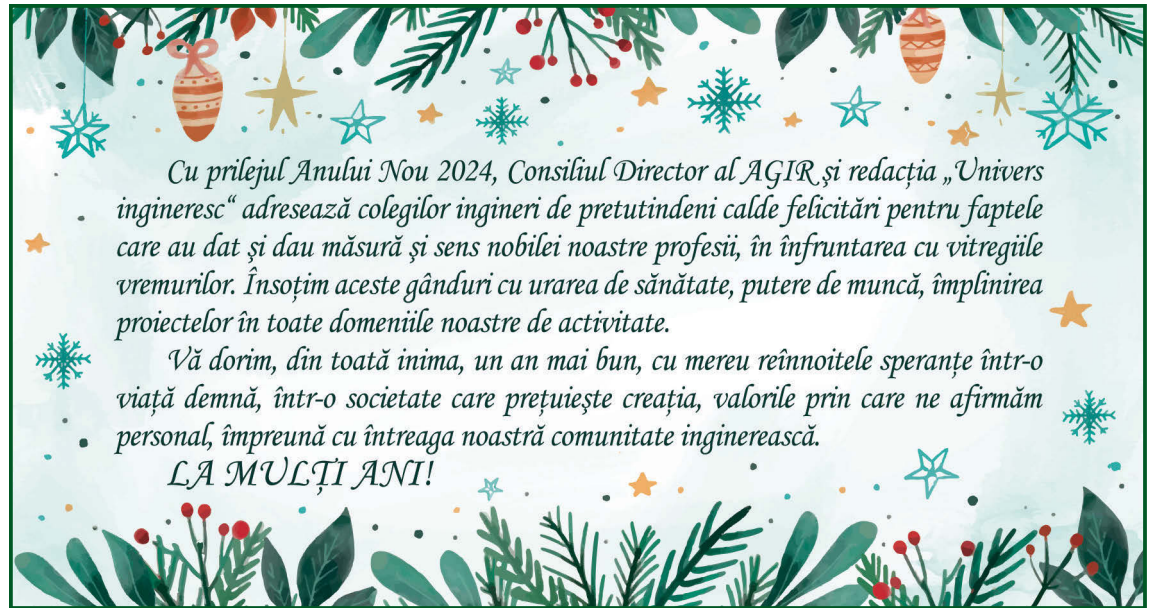 Cu prilejul Anului Nou 2024, Consiliul Director al AGIR şi redacția „Univers
ingineresc“ adresează colegilor ingineri de pretutindeni calde felicitări pentru faptele
care au dat şi dau măsură şi sens nobilei noastre profesii, în înfruntarea cu vitregiile
vremurilor. Însoțim aceste gânduri cu urarea de sănătate, putere de muncă, împlinirea
proiectelor în toate domeniile noastre de activitate.
Vă dorim, din toată inima, un an mai bun, cu mereu reînnoitele speranțe într-o
viață demnă, într-o societate care prețuieşte creația, valorile prin care ne afirmăm
personal, împreună cu întreaga noastră comunitate inginerească.
LA MULȚI ANI!